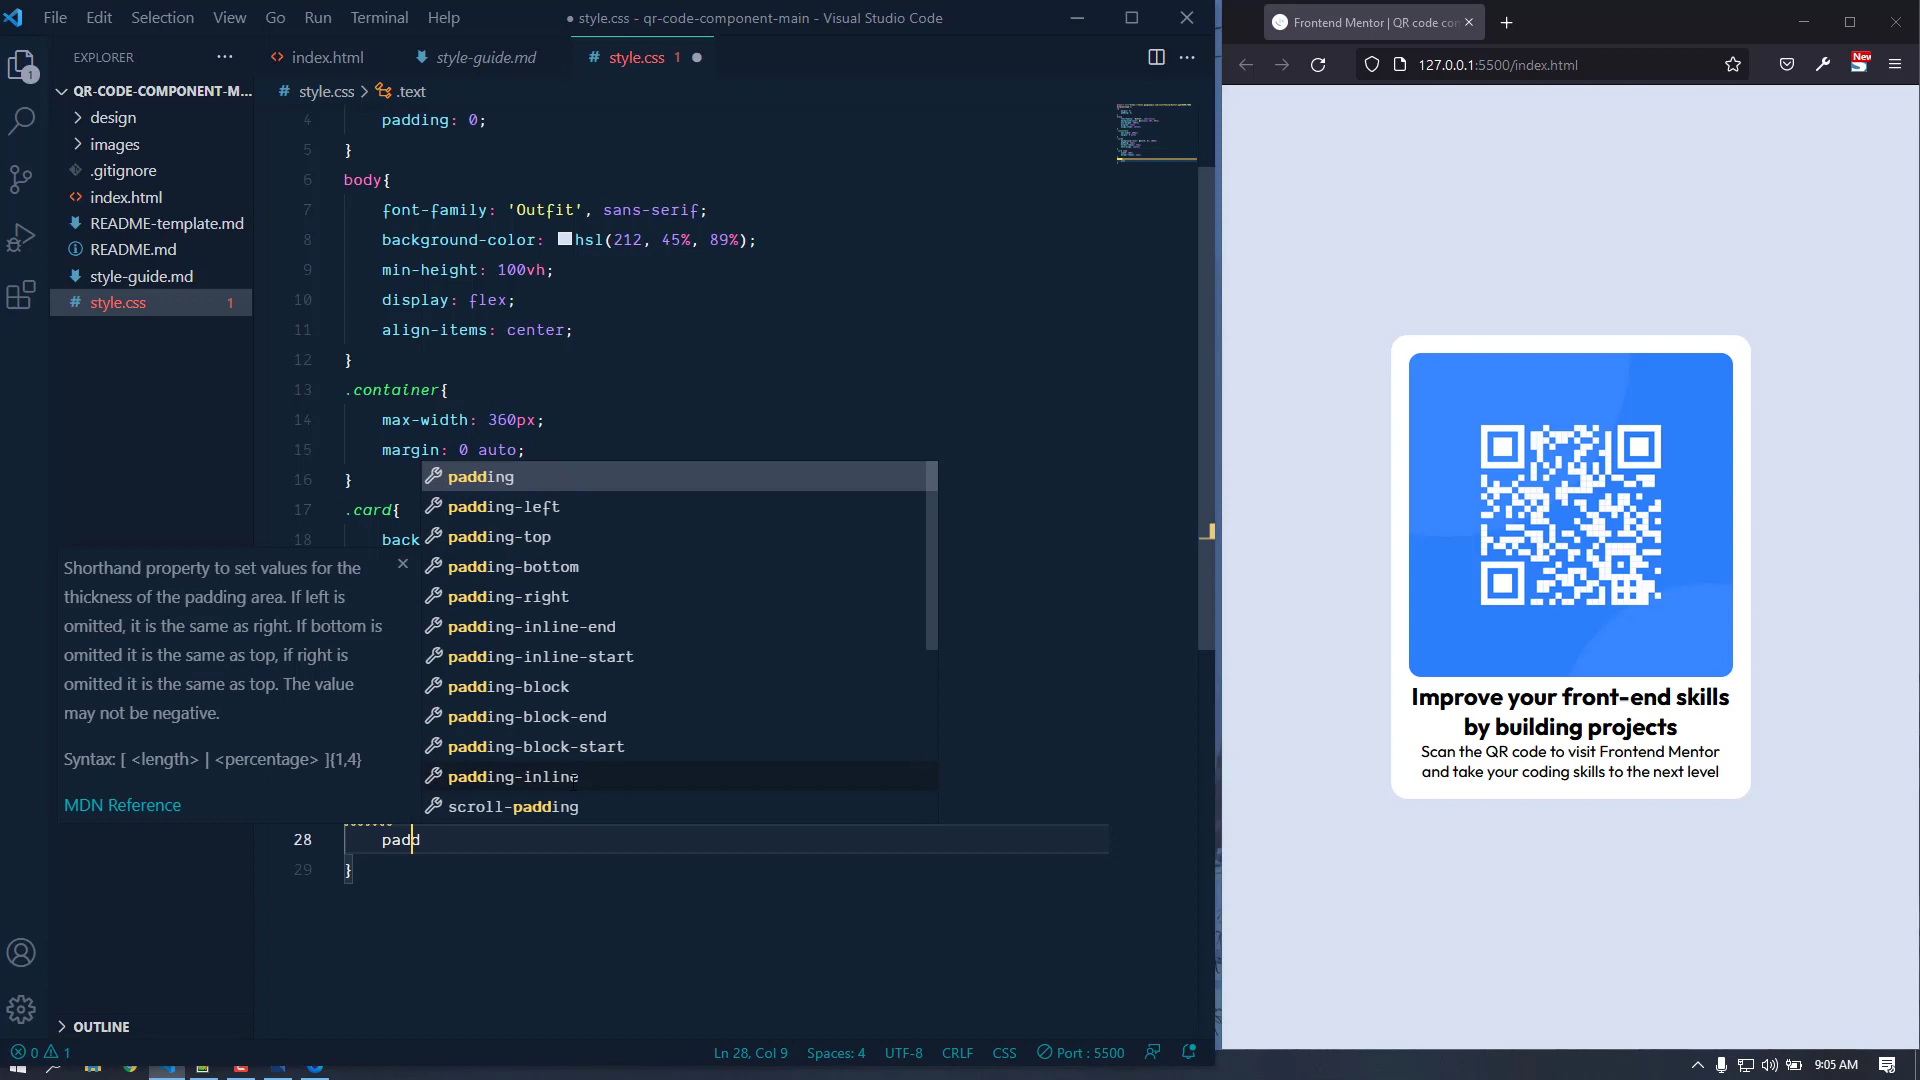 File Edit Selection View Go Run Terminal Help
● style.css - qr-code-component-main - Visual Studio Code
EXPLORER
index.html
style-guide.md
# style.css 1
QR-CODE-COMPONENT-M...
# style.css > .text
design
images
.gitignore
index.html
README-template.md
README.md
style-guide.md
# style.css 1
4 padding: 0;
5 }
6 body{
7 font-family: 'Outfit', sans-serif;
8 background-color: hsl(212, 45%, 89%);
9 min-height: 100vh;
10 display: flex;
11 align-items: center;
12 }
13 .container{
14 max-width: 360px;
15 margin: 0 auto;
16 }
17 .card{
18 back
padding
padding-left
padding-top
padding-bottom
padding-right
padding-inline-end
padding-inline-start
padding-block
padding-block-end
padding-block-start
padding-inline
scroll-padding
Shorthand property to set values for the
thickness of the padding area. If left is
omitted, it is the same as right. If bottom is
omitted it is the same as top, if right is
omitted it is the same as top. The value
may not be negative.
Syntax: [ <length> | <percentage> ]{1,4}
MDN Reference
28 padd
29 }
OUTLINE
0 1
Ln 28, Col 9 Spaces: 4 UTF-8 CRLF CSS Port : 5500
Frontend Mentor | QR code co
127.0.0.1:5500/index.html
New
Improve your front-end skills
by building projects
Scan the QR code to visit Frontend Mentor
and take your coding skills to the next level
9:05 AM